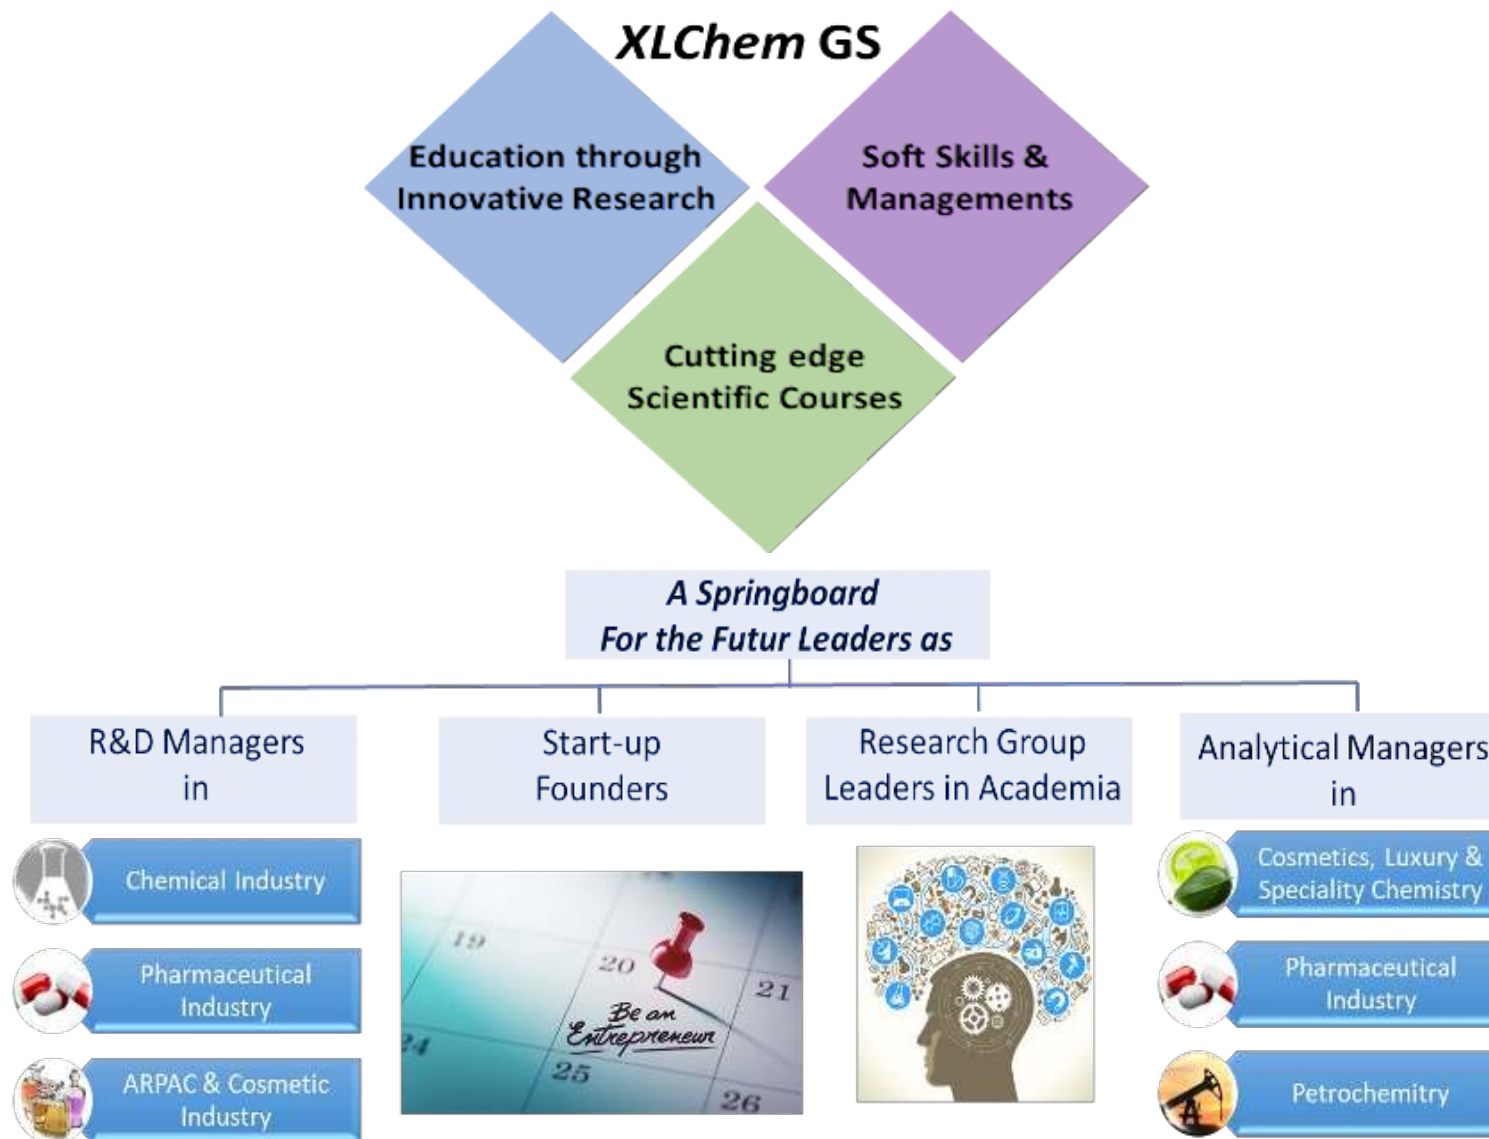 XLChem GS
Education through
Innovative Research
Soft Skills &
Managements
Cutting edge
Scientific Courses
A Springboard
For the Futur Leaders as
R&D Managers
in
Start-up
Founders
Research Group
Leaders in Academia
Analytical Managers
in
Chemical Industry
Pharmaceutical
Industry
ARPAC & Cosmetic
Industry
19
20
21
Be an
Entrepreneur
24
25
26
Cosmetics, Luxury &
Speciality Chemistry
Pharmaceutical
Industry
Petrochemitry